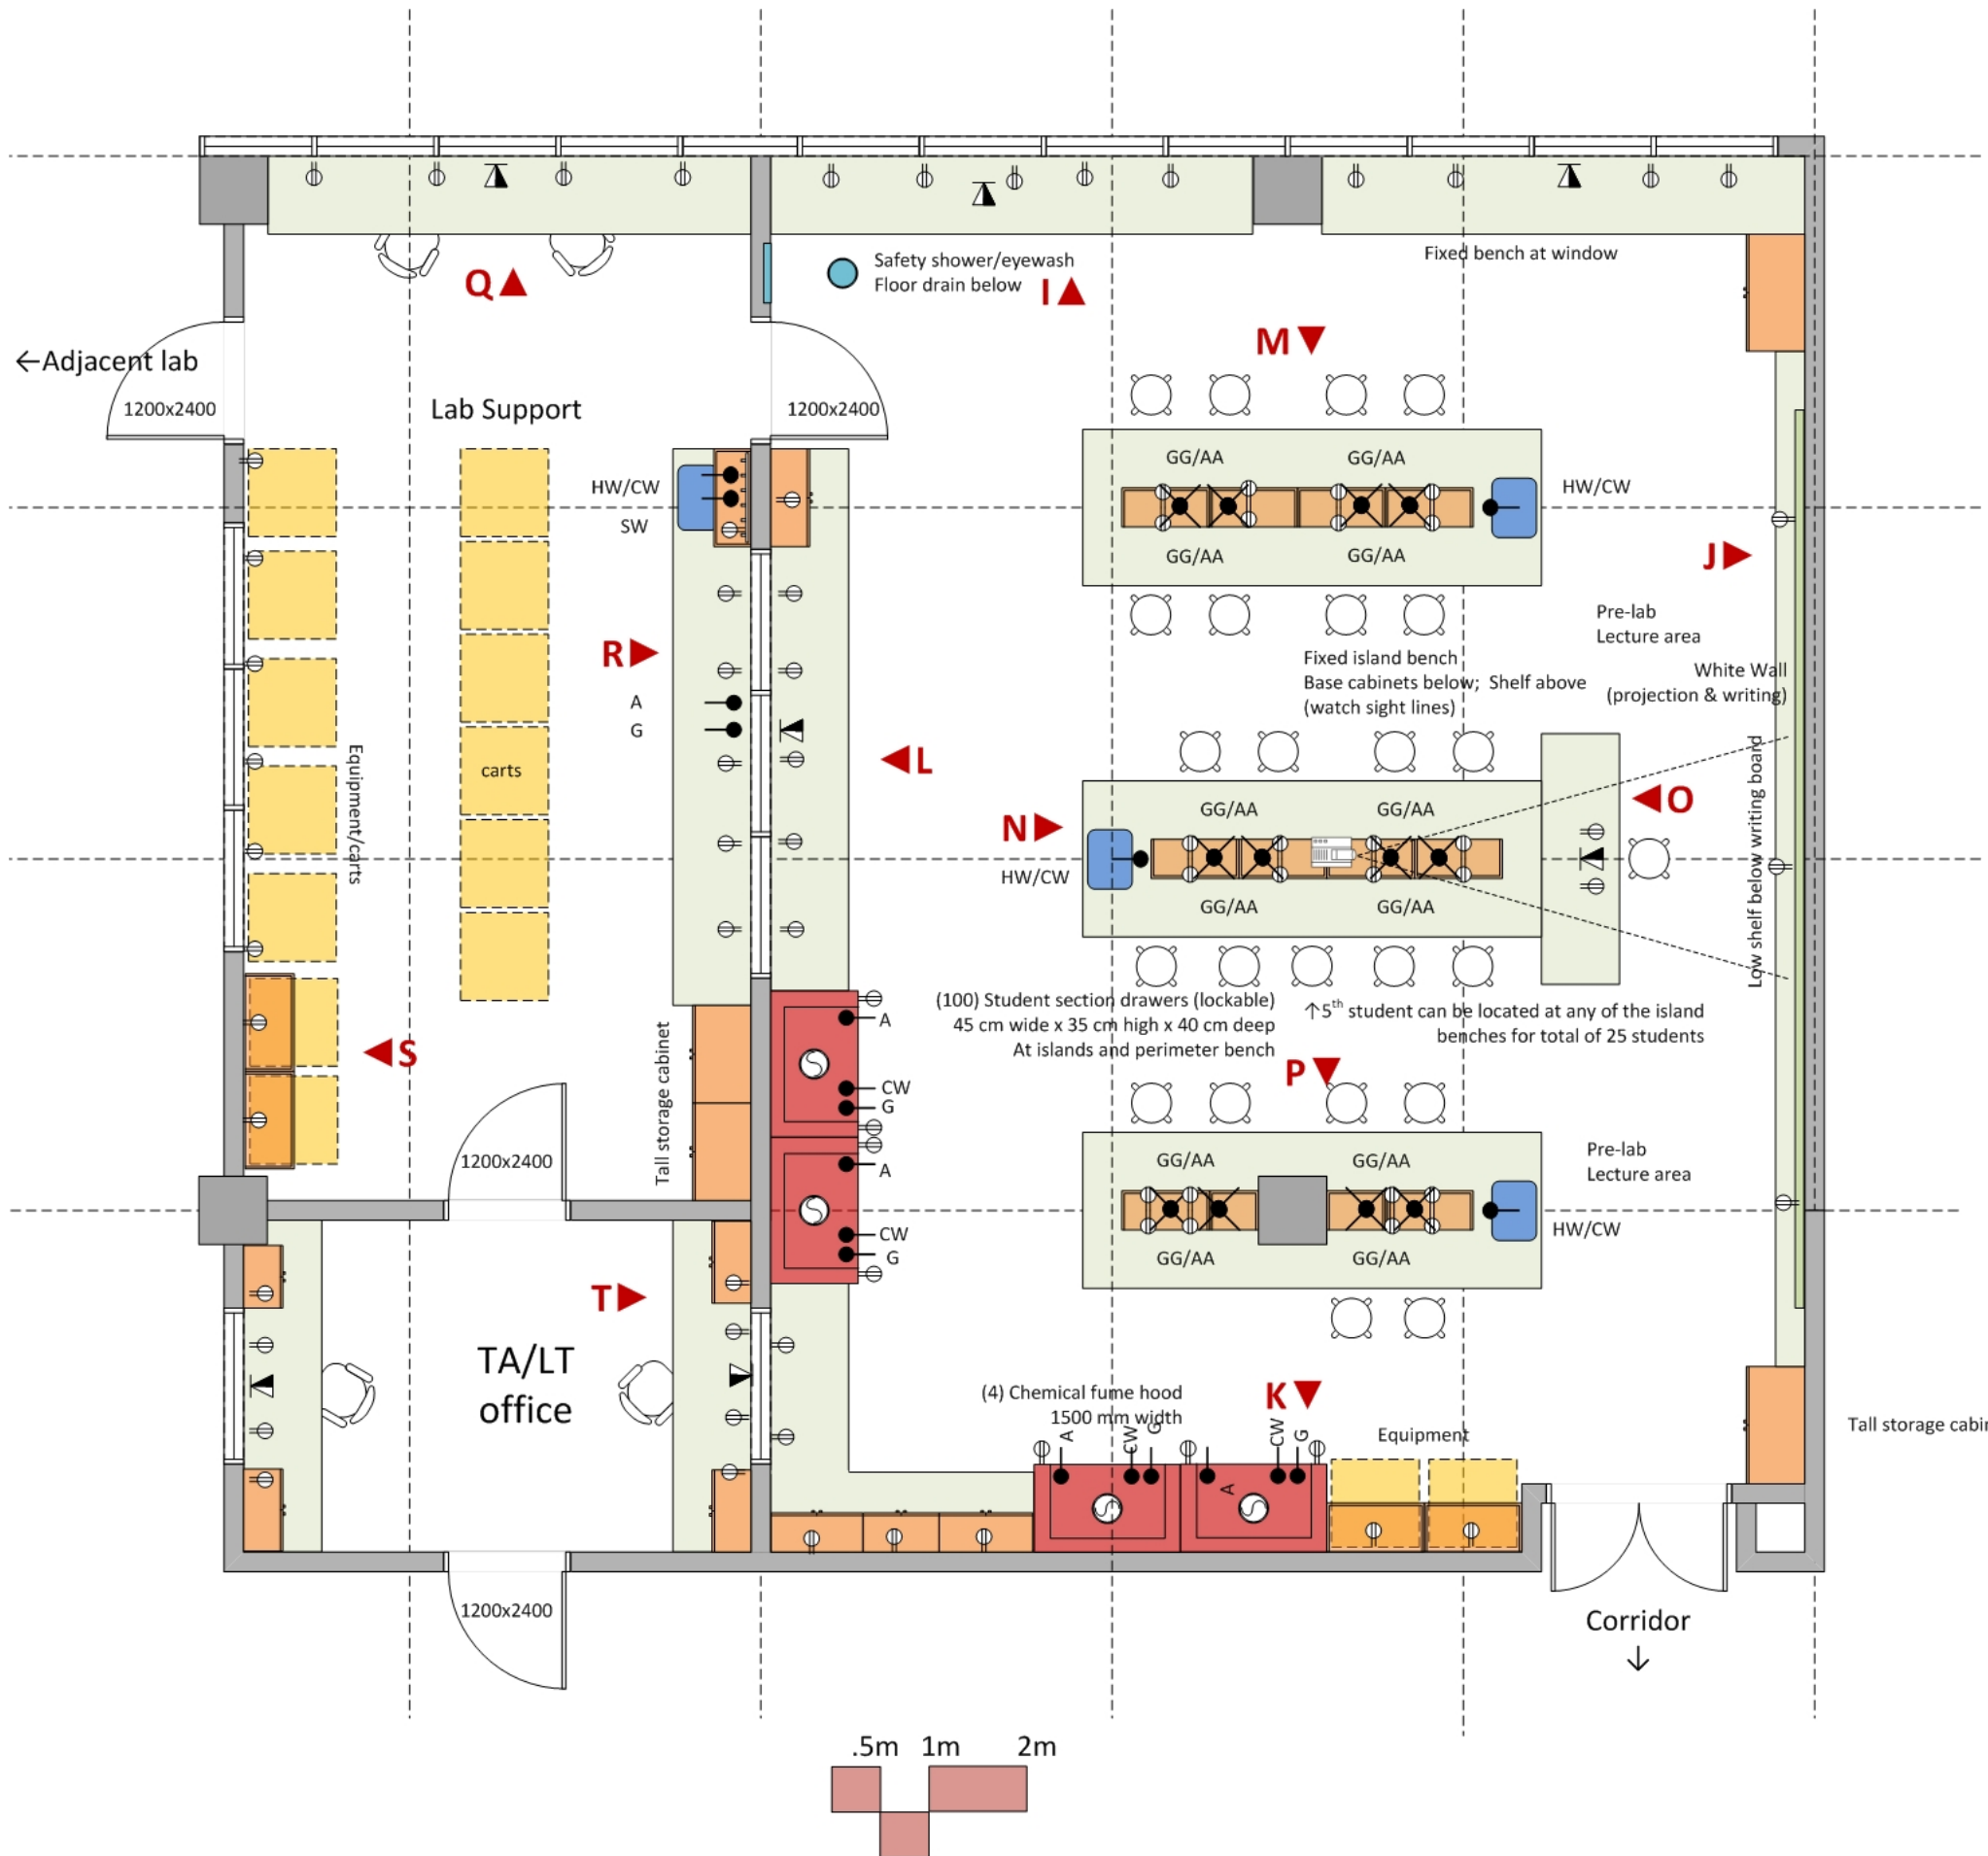 Safety shower/eyewash
Floor drain below
Fixed bench at window
Q
I
M
←Adjacent lab
1200x2400
Lab Support
1200x2400
GG/AA
GG/AA
HW/CW
SW
HW/CW
GG/AA
GG/AA
J
Pre-lab
Lecture area
R
Fixed island bench
Base cabinets below; Shelf above
(watch sight lines)
White Wall
(projection & writing)
A
G
Equipment/carts
carts
L
Low shelf below writing board
N
GG/AA
GG/AA
O
HW/CW
GG/AA
GG/AA
(100) Student section drawers (lockable)
45 cm wide x 35 cm high x 40 cm deep
At islands and perimeter bench
↑5th student can be located at any of the island
benches for total of 25 students
S
Tall storage cabinet
A
CW
G
P
1200x2400
A
CW
G
GG/AA
GG/AA
Pre-lab
Lecture area
HW/CW
GG/AA
GG/AA
T
TA/LT
office
(4) Chemical fume hood
1500 mm width
K
A
CW
G
CW
G
A
Equipment
Tall storage cabin
1200x2400
Corridor
↓
.5m 1m 2m